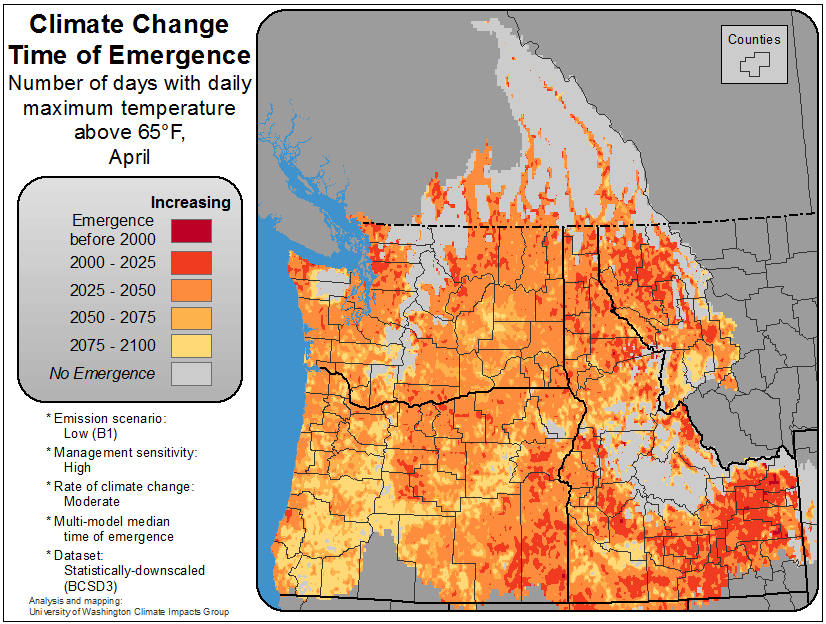 Climate Change
Time of Emergence
Number of days with daily
maximum temperature
above 65°F,
April
Increasing
Emergence
before 2000
2000 - 2025
2025 - 2050
2050 - 2075
2075 - 2100
No Emergence
* Emission scenario:
Low (B1)
* Management sensitivity:
High
* Rate of climate change:
Moderate
* Multi-model median
time of emergence
* Dataset:
Statistically-downscaled
(BCSD3)
Analysis and mapping:
University of Washington Climate Impacts Group
Counties